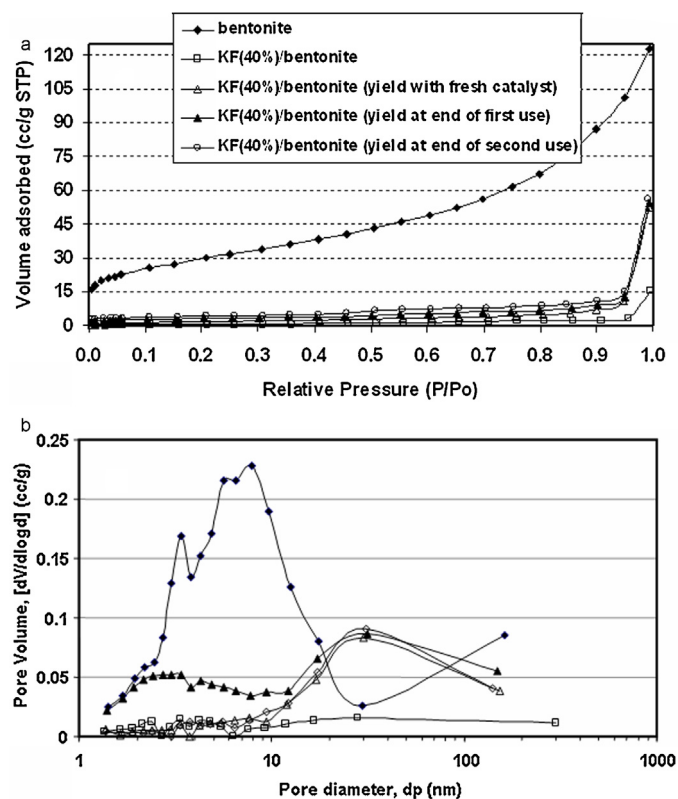 a
bentonite
KF(40%)/bentonite
KF(40%)/bentonite (yield with fresh catalyst)
KF(40%)/bentonite (yield at end of first use)
KF(40%)/bentonite (yield at end of second use)
Volume adsorbed (cc/g STP)
120
105
90
75
60
45
30
15
0
0.0 0.1 0.2 0.3 0.4 0.5 0.6 0.7 0.8 0.9 1.0
Relative Pressure (P/Po)
b
Pore Volume, [dV/dlogd] (cc/g)
0.25
0.2
0.15
0.1
0.05
0
1 10 100 1000
Pore diameter, dp (nm)